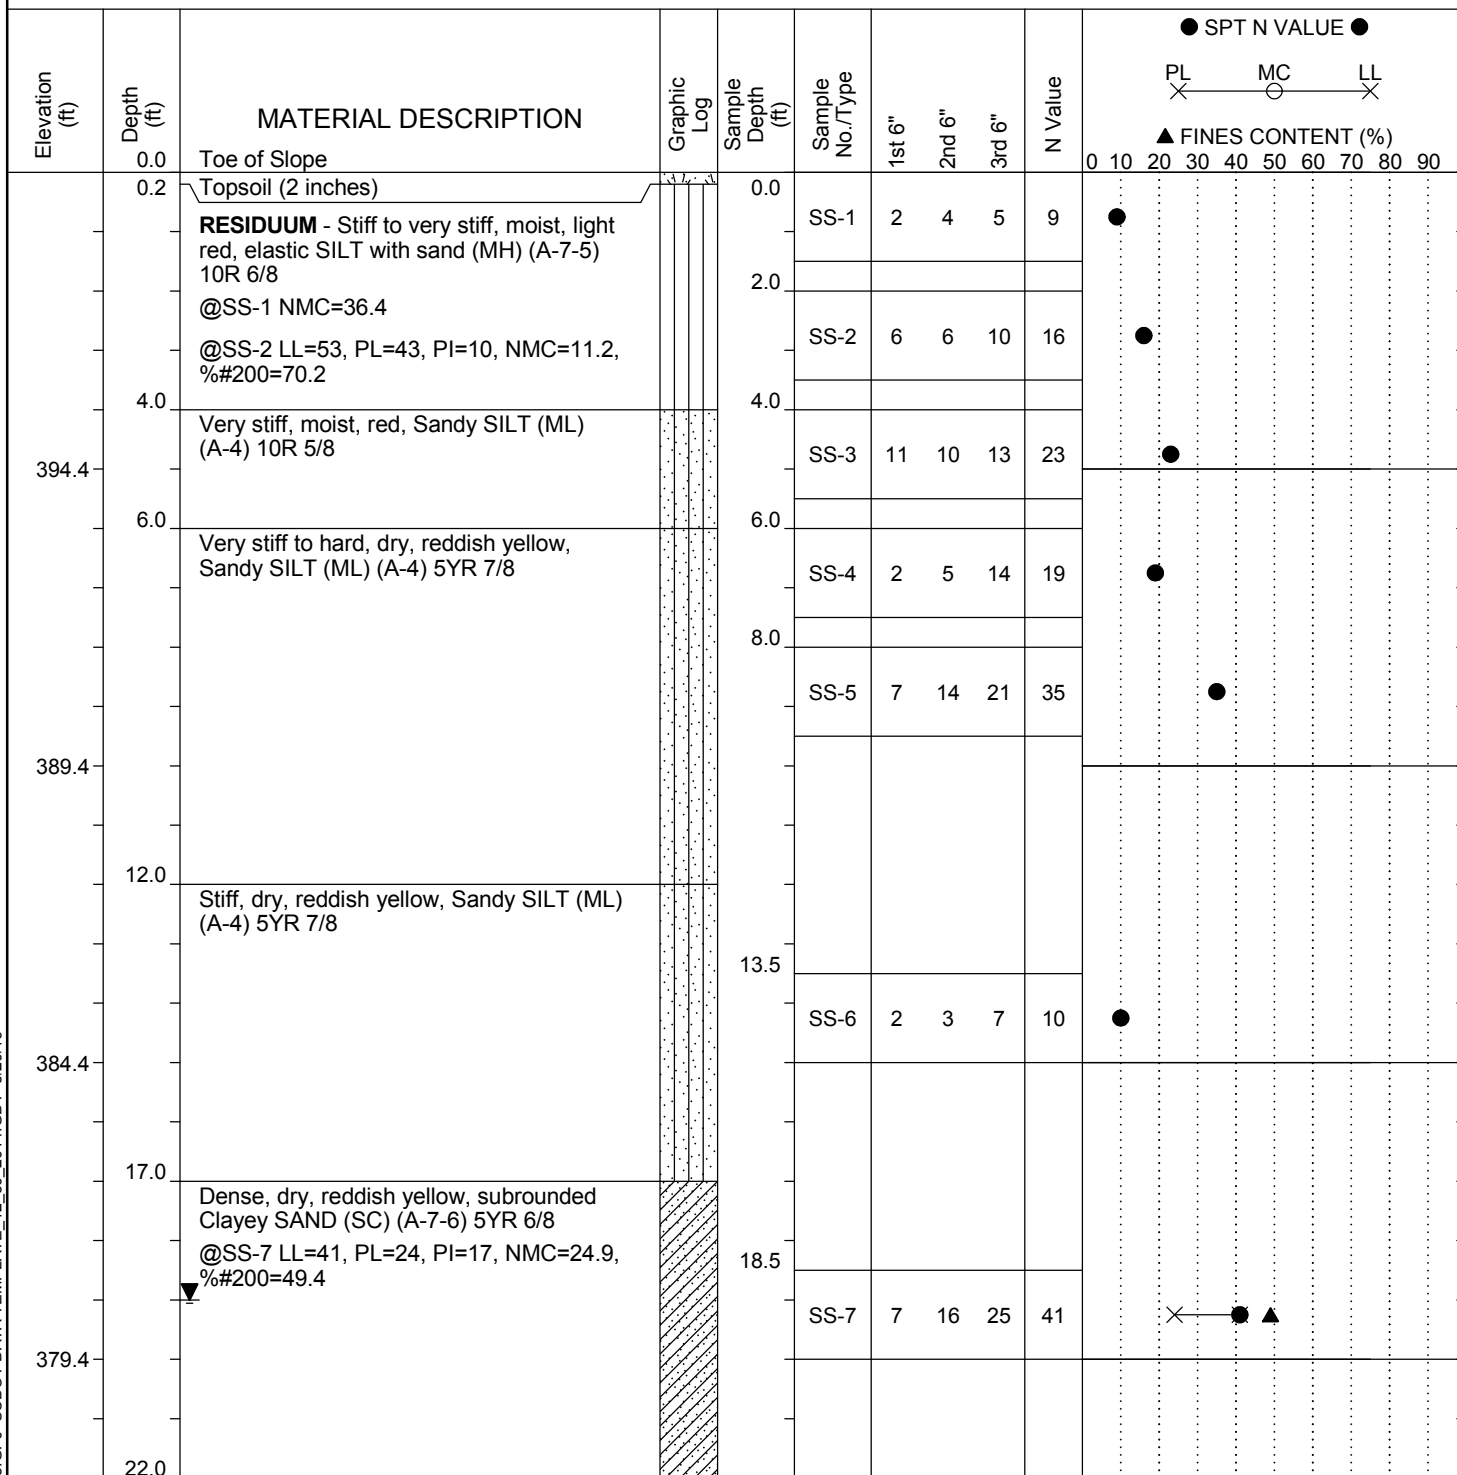 ● SPT N VALUE ●
PL MC LL
▲ FINES CONTENT (%)
0 10 20 30 40 50 60 70 80 90
Elevation (ft)
Depth (ft)
MATERIAL DESCRIPTION
Graphic Log
Sample Depth (ft)
Sample No./Type
1st 6"
2nd 6"
3rd 6"
N Value
0.0 Toe of Slope
0.2 Topsoil (2 inches) 0.0
RESIDUUM - Stiff to very stiff, moist, light
SS-1 2 4 5 9
red, elastic SILT with sand (MH) (A-7-5)
10R 6/8
2.0
@SS-1 NMC=36.4
SS-2 6 6 10 16
@SS-2 LL=53, PL=43, PI=10, NMC=11.2,
%#200=70.2
4.0 4.0
Very stiff, moist, red, Sandy SILT (ML)
(A-4) 10R 5/8
SS-3 11 10 13 23
394.4
6.0 6.0
Very stiff to hard, dry, reddish yellow,
Sandy SILT (ML) (A-4) 5YR 7/8
SS-4 2 5 14 19
8.0
SS-5 7 14 21 35
389.4
12.0
Stiff, dry, reddish yellow, Sandy SILT (ML)
(A-4) 5YR 7/8
13.5
SS-6 2 3 7 10
384.4
17.0
Dense, dry, reddish yellow, subrounded
Clayey SAND (SC) (A-7-6) 5YR 6/8
@SS-7 LL=41, PL=24, PI=17, NMC=24.9,
%#200=49.4
18.5
SS-7 7 16 25 41
379.4
22.0